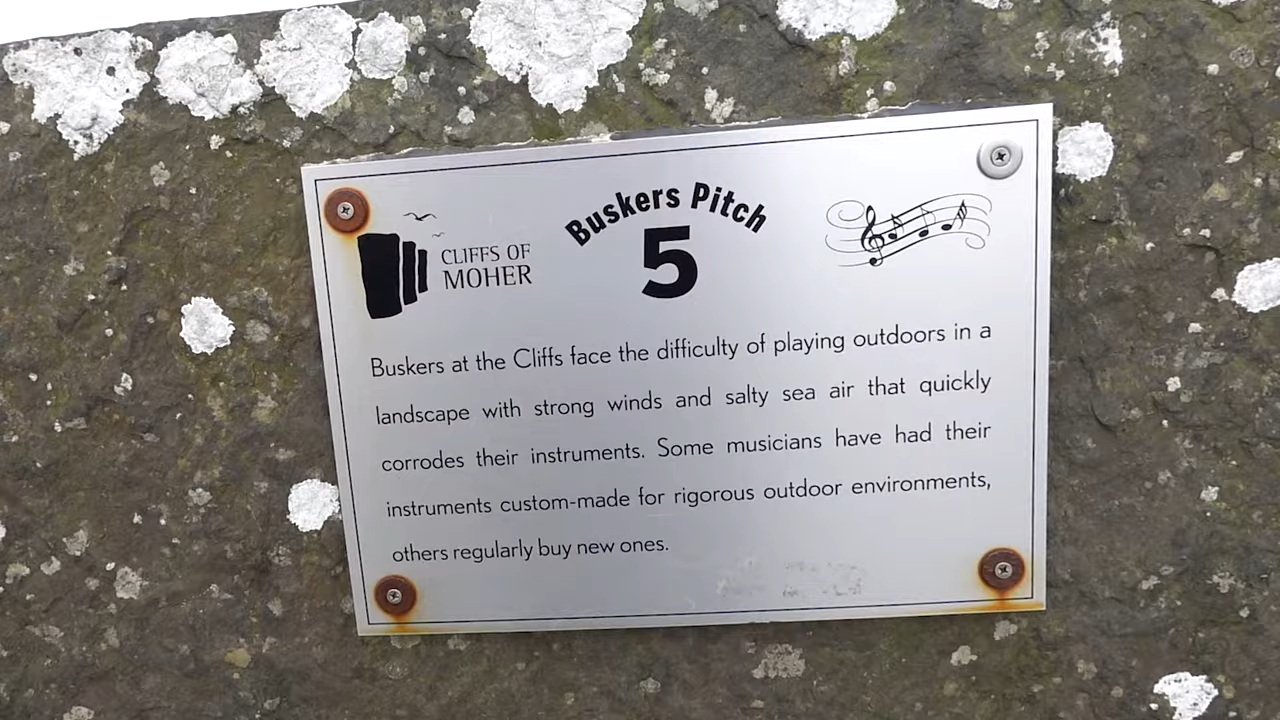 Buskers Pitch
5
CLIFFS OF
MOHER
Buskers at the Cliffs face the difficulty of playing outdoors in a
landscape with strong winds and salty sea air that quickly
corrodes their instruments. Some musicians have had their
instruments custom-made for rigorous outdoor environments,
others regularly buy new ones.